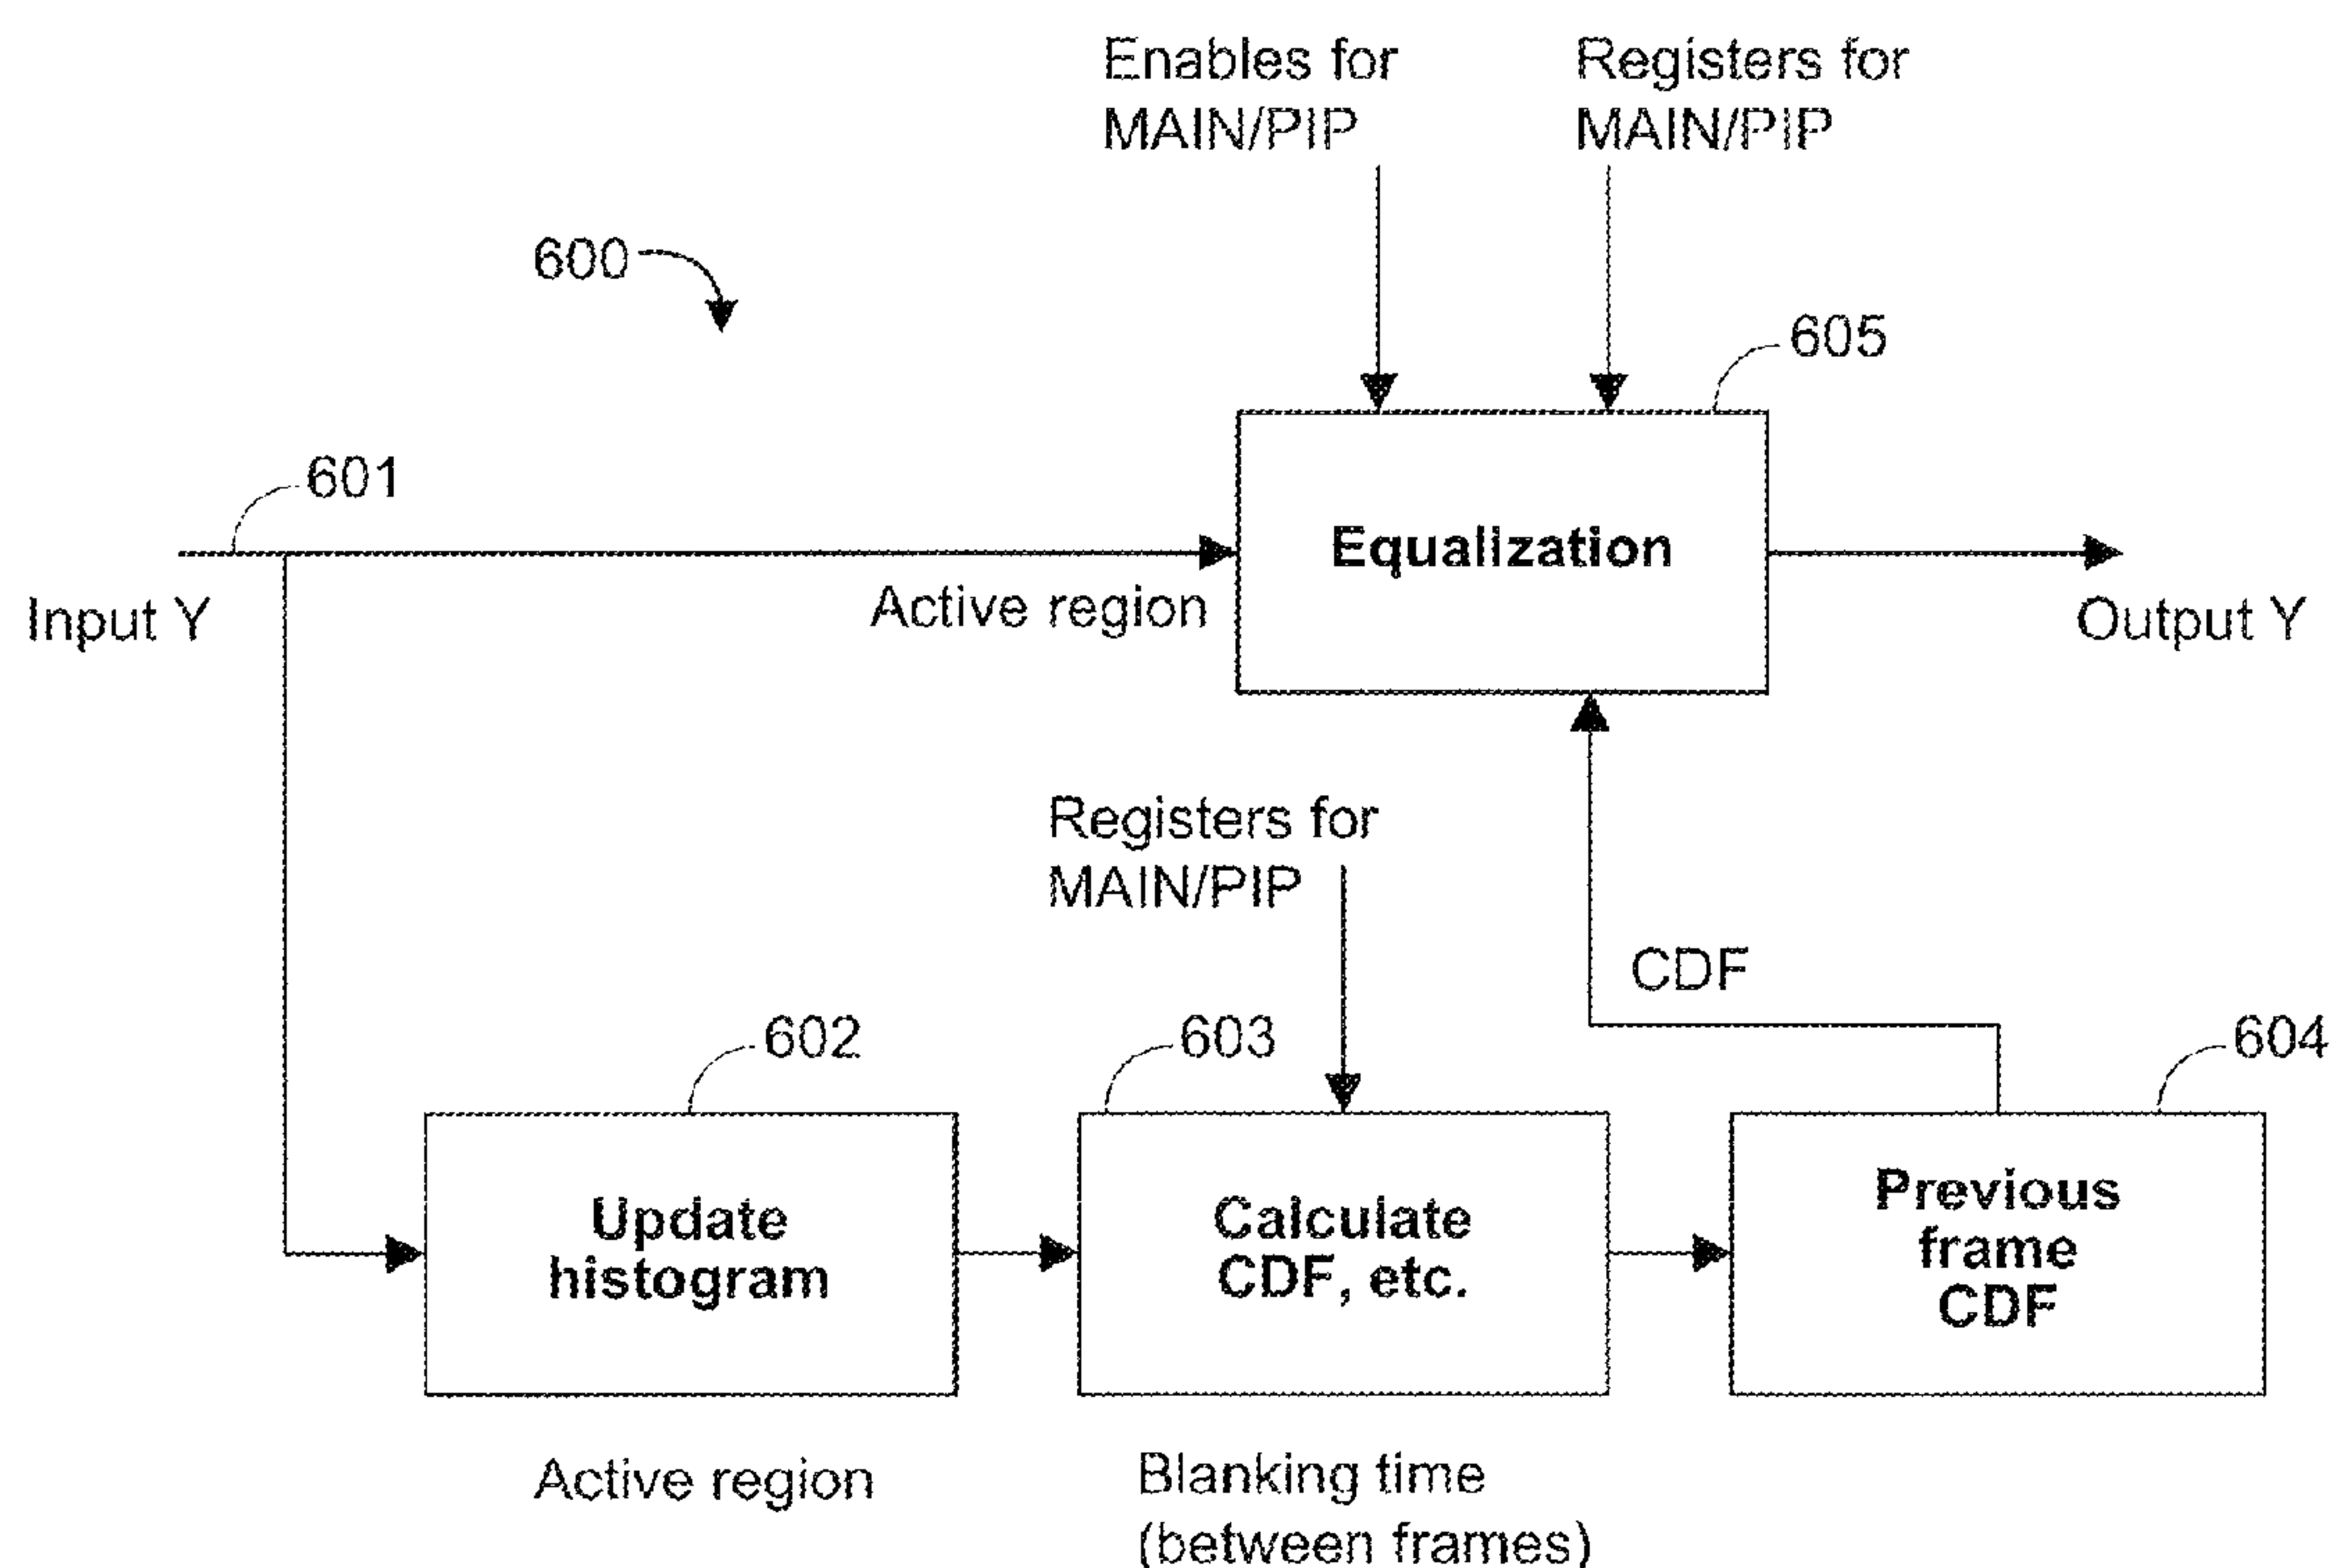 Enables for
MAIN/PIP
Registers for
MAIN/PIP
600
605
601
Equalization
Active region
Input Y
Output Y
Registers for
MAIN/PIP
CDF
602
603
604
Update
histogram
Calculate
CDF, etc.
Previous
frame
CDF
Active region
Blanking time
(between frames)